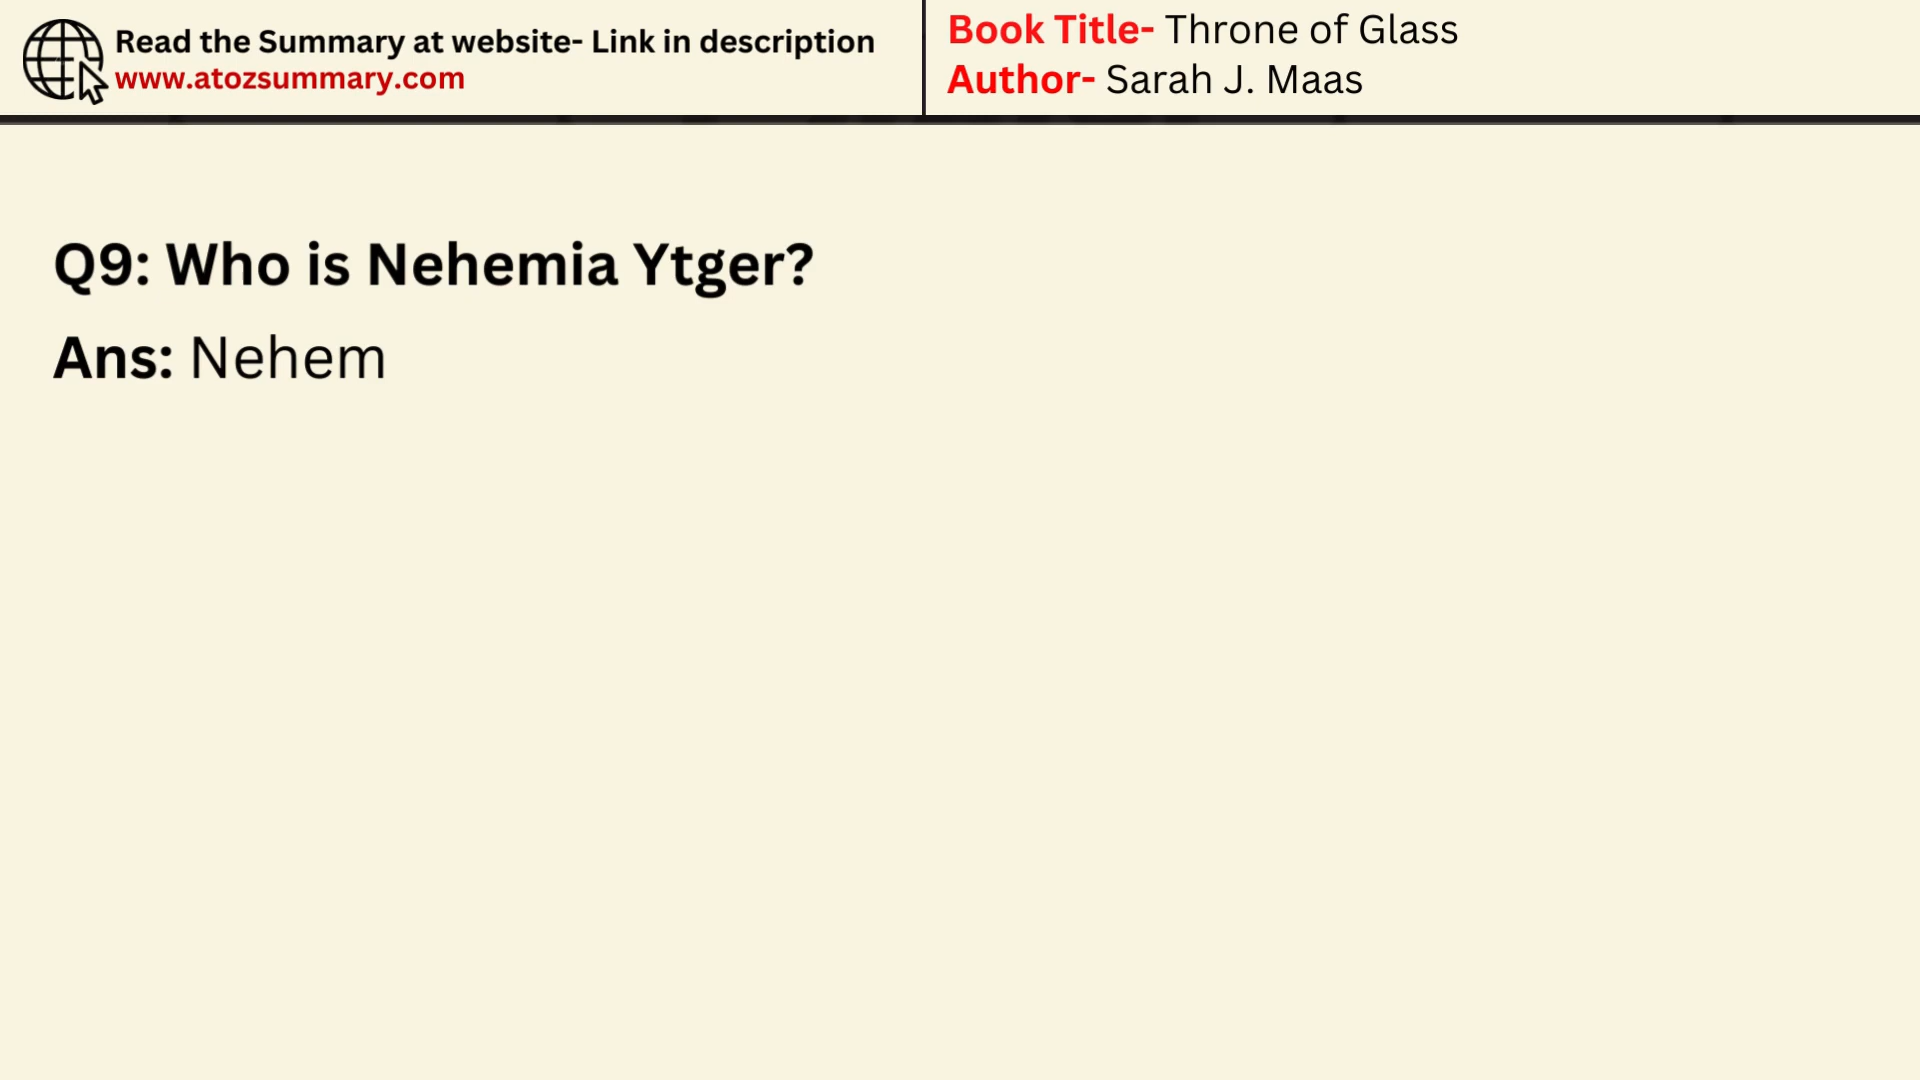 Read the Summary at website- Link in description
www.atozsummary.com
Book Title- Throne of Glass
Author- Sarah J. Maas
Q9: Who is Nehemia Ytger?
Ans: Nehem